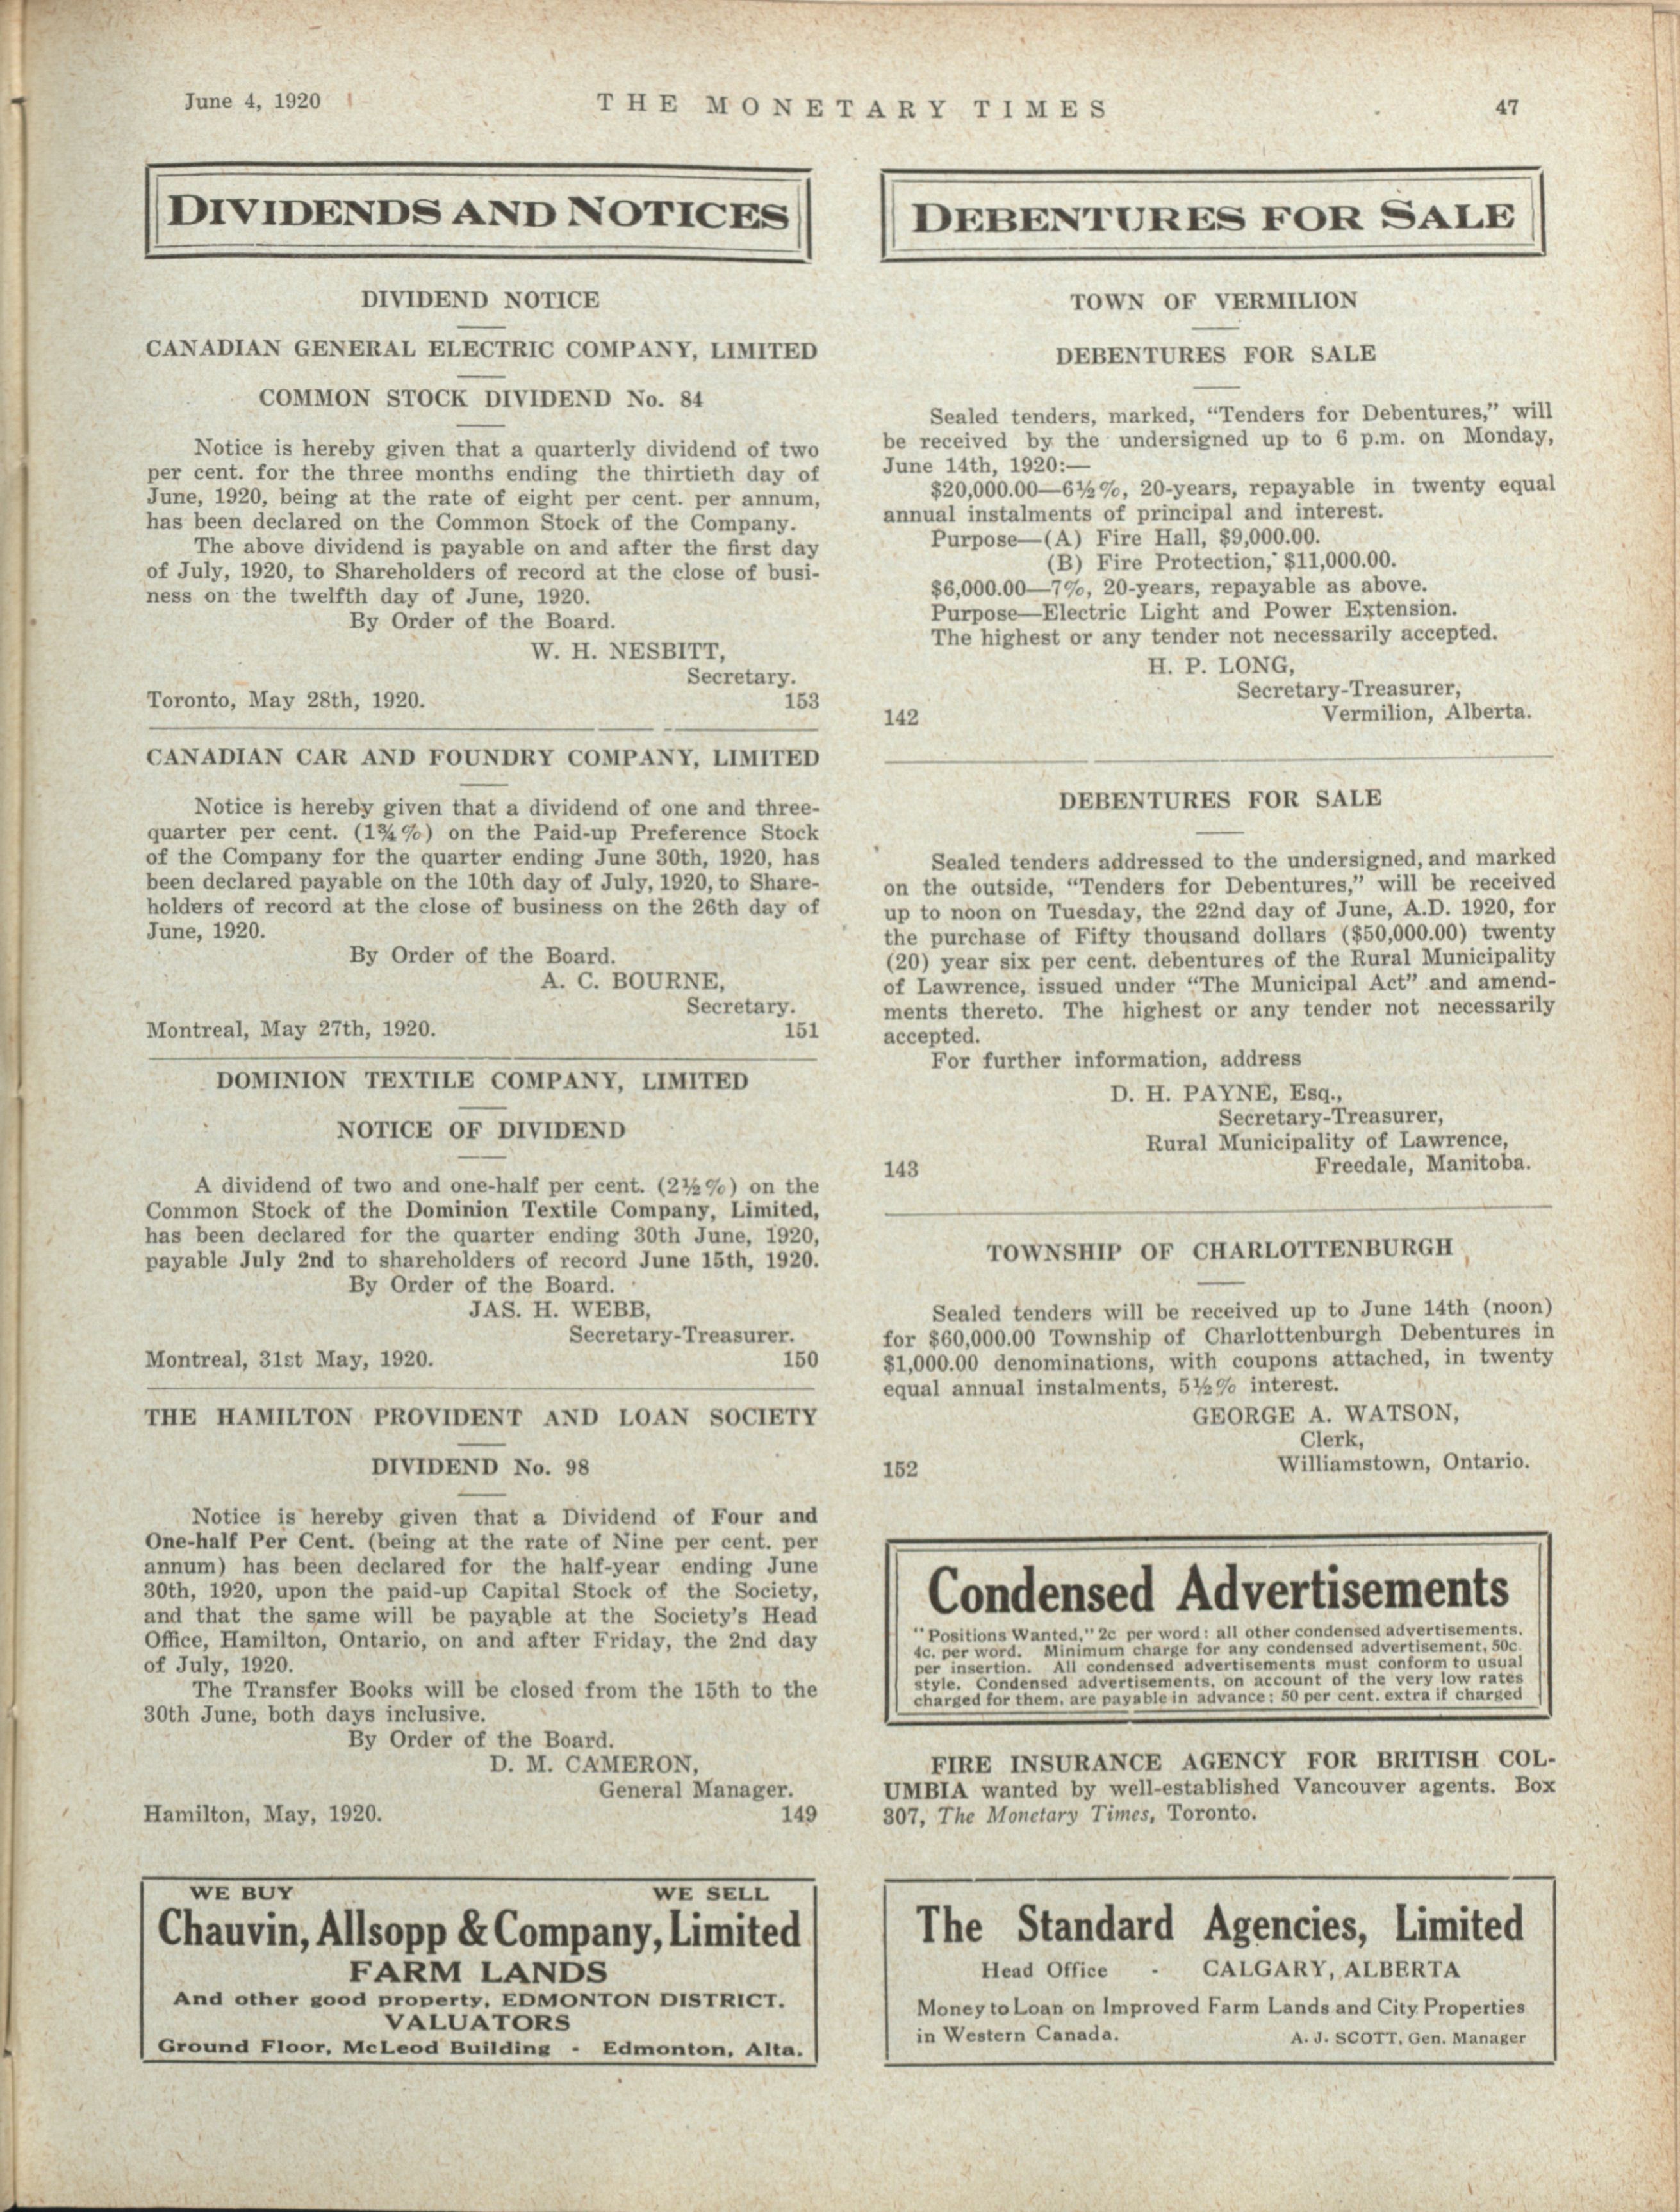 June 4, 1920
THE MONETARY TIMES
47
DIVIDENDS AND NOTICES
DIVIDEND NOTICE
CANADIAN GENERAL ELECTRIC COMPANY, LIMITED
COMMON STOCK DIVIDEND No. 84
Notice is hereby given that a quarterly dividend of two
per cent. for the three months ending the thirtieth day of
June, 1920, being at the rate of eight per cent. per annum,
has been declared on the Common Stock of the Company.
The above dividend is payable on and after the first day
of July, 1920, to Shareholders of record at the close of busi-
ness on the twelfth day of June, 1920.
By Order of the Board.
W. H. NESBITT,
Secretary.
Toronto, May 28th, 1920. 153
CANADIAN CAR AND FOUNDRY COMPANY, LIMITED
Notice is hereby given that a dividend of one and three-
quarter per cent. (1¾%) on the Paid-up Preference Stock
of the Company for the quarter ending June 30th, 1920, has
been declared payable on the 10th day of July, 1920, to Share-
holders of record at the close of business on the 26th day of
June, 1920.
By Order of the Board.
A. C. BOURNE,
Secretary.
Montreal, May 27th, 1920. 151
DOMINION TEXTILE COMPANY, LIMITED
NOTICE OF DIVIDEND
A dividend of two and one-half per cent. (2½%) on the
Common Stock of the Dominion Textile Company, Limited,
has been declared for the quarter ending 30th June, 1920,
payable July 2nd to shareholders of record June 15th, 1920.
By Order of the Board.
JAS. H. WEBB,
Secretary-Treasurer.
Montreal, 31st May, 1920. 150
THE HAMILTON PROVIDENT AND LOAN SOCIETY
DIVIDEND No. 98
Notice is hereby given that a Dividend of Four and
One-half Per Cent. (being at the rate of Nine per cent. per
annum) has been declared for the half-year ending June
30th, 1920, upon the paid-up Capital Stock of the Society,
and that the same will be payable at the Society's Head
Office, Hamilton, Ontario, on and after Friday, the 2nd day
of July, 1920.
The Transfer Books will be closed from the 15th to the
30th June, both days inclusive.
By Order of the Board.
D. M. CAMERON,
General Manager.
Hamilton, May, 1920. 149
WE BUY WE SELL
Chauvin, Allsopp & Company, Limited
FARM LANDS
And other good property, EDMONTON DISTRICT.
VALUATORS
Ground Floor, McLeod Building - Edmonton, Alta.
DEBENTURES FOR SALE
TOWN OF VERMILION
DEBENTURES FOR SALE
Sealed tenders, marked, "Tenders for Debentures," will
be received by the undersigned up to 6 p.m. on Monday,
June 14th, 1920:—
$20,000.00—6½%, 20-years, repayable in twenty equal
annual instalments of principal and interest.
Purpose—(A) Fire Hall, $9,000.00.
(B) Fire Protection, $11,000.00.
$6,000.00—7%, 20-years, repayable as above.
Purpose—Electric Light and Power Extension.
The highest or any tender not necessarily accepted.
H. P. LONG,
Secretary-Treasurer,
142 Vermilion, Alberta.
DEBENTURES FOR SALE
Sealed tenders addressed to the undersigned, and marked
on the outside, "Tenders for Debentures," will be received
up to noon on Tuesday, the 22nd day of June, A.D. 1920, for
the purchase of Fifty thousand dollars ($50,000.00) twenty
(20) year six per cent. debentures of the Rural Municipality
of Lawrence, issued under "The Municipal Act" and amend-
ments thereto. The highest or any tender not necessarily
accepted.
For further information, address
D. H. PAYNE, Esq.,
Secretary-Treasurer,
Rural Municipality of Lawrence,
143 Freedale, Manitoba.
TOWNSHIP OF CHARLOTTENBURGH
Sealed tenders will be received up to June 14th (noon)
for $60,000.00 Township of Charlottenburgh Debentures in
$1,000.00 denominations, with coupons attached, in twenty
equal annual instalments, 5½% interest.
GEORGE A. WATSON,
Clerk,
152 Williamstown, Ontario.
Condensed Advertisements
"Positions Wanted," 2c per word: all other condensed advertisements.
4c. per word. Minimum charge for any condensed advertisement, 50c.
per insertion. All condensed advertisements must conform to usual
style. Condensed advertisements, on account of the very low rates
charged for them, are payable in advance; 50 per cent. extra if charged
FIRE INSURANCE AGENCY FOR BRITISH COL-
UMBIA wanted by well-established Vancouver agents. Box
307, The Monetary Times, Toronto.
The Standard Agencies, Limited
Head Office - CALGARY, ALBERTA
Money to Loan on Improved Farm Lands and City Properties
in Western Canada. A. J. SCOTT, Gen. Manager